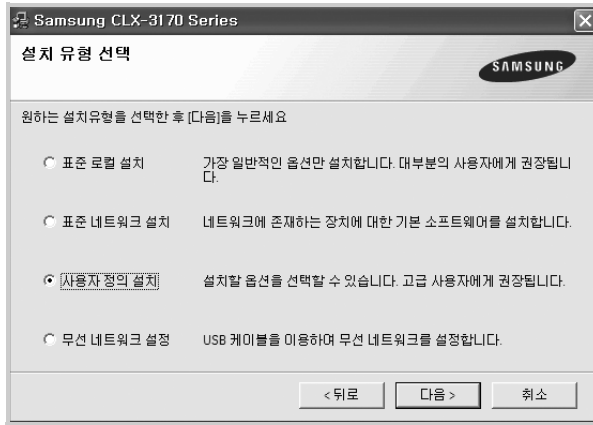 Samsung CLX-3170 Series
설치 유형 선택
SAMSUNG
원하는 설치유형을 선택한 후 [다음]을 누르세요
표준 로컬 설치 가장 일반적인 옵션만 설치합니다. 대부분의 사용자에게 권장됩니
다.
표준 네트워크 설치 네트워크에 존재하는 장치에 대한 기본 소프트웨어를 설치합니다.
사용자 정의 설치 설치할 옵션을 선택할 수 있습니다. 고급 사용자에게 권장됩니다.
무선 네트워크 설정 USB 케이블을 이용하여 무선 네트워크를 설정합니다.
<뒤로 다음> 취소